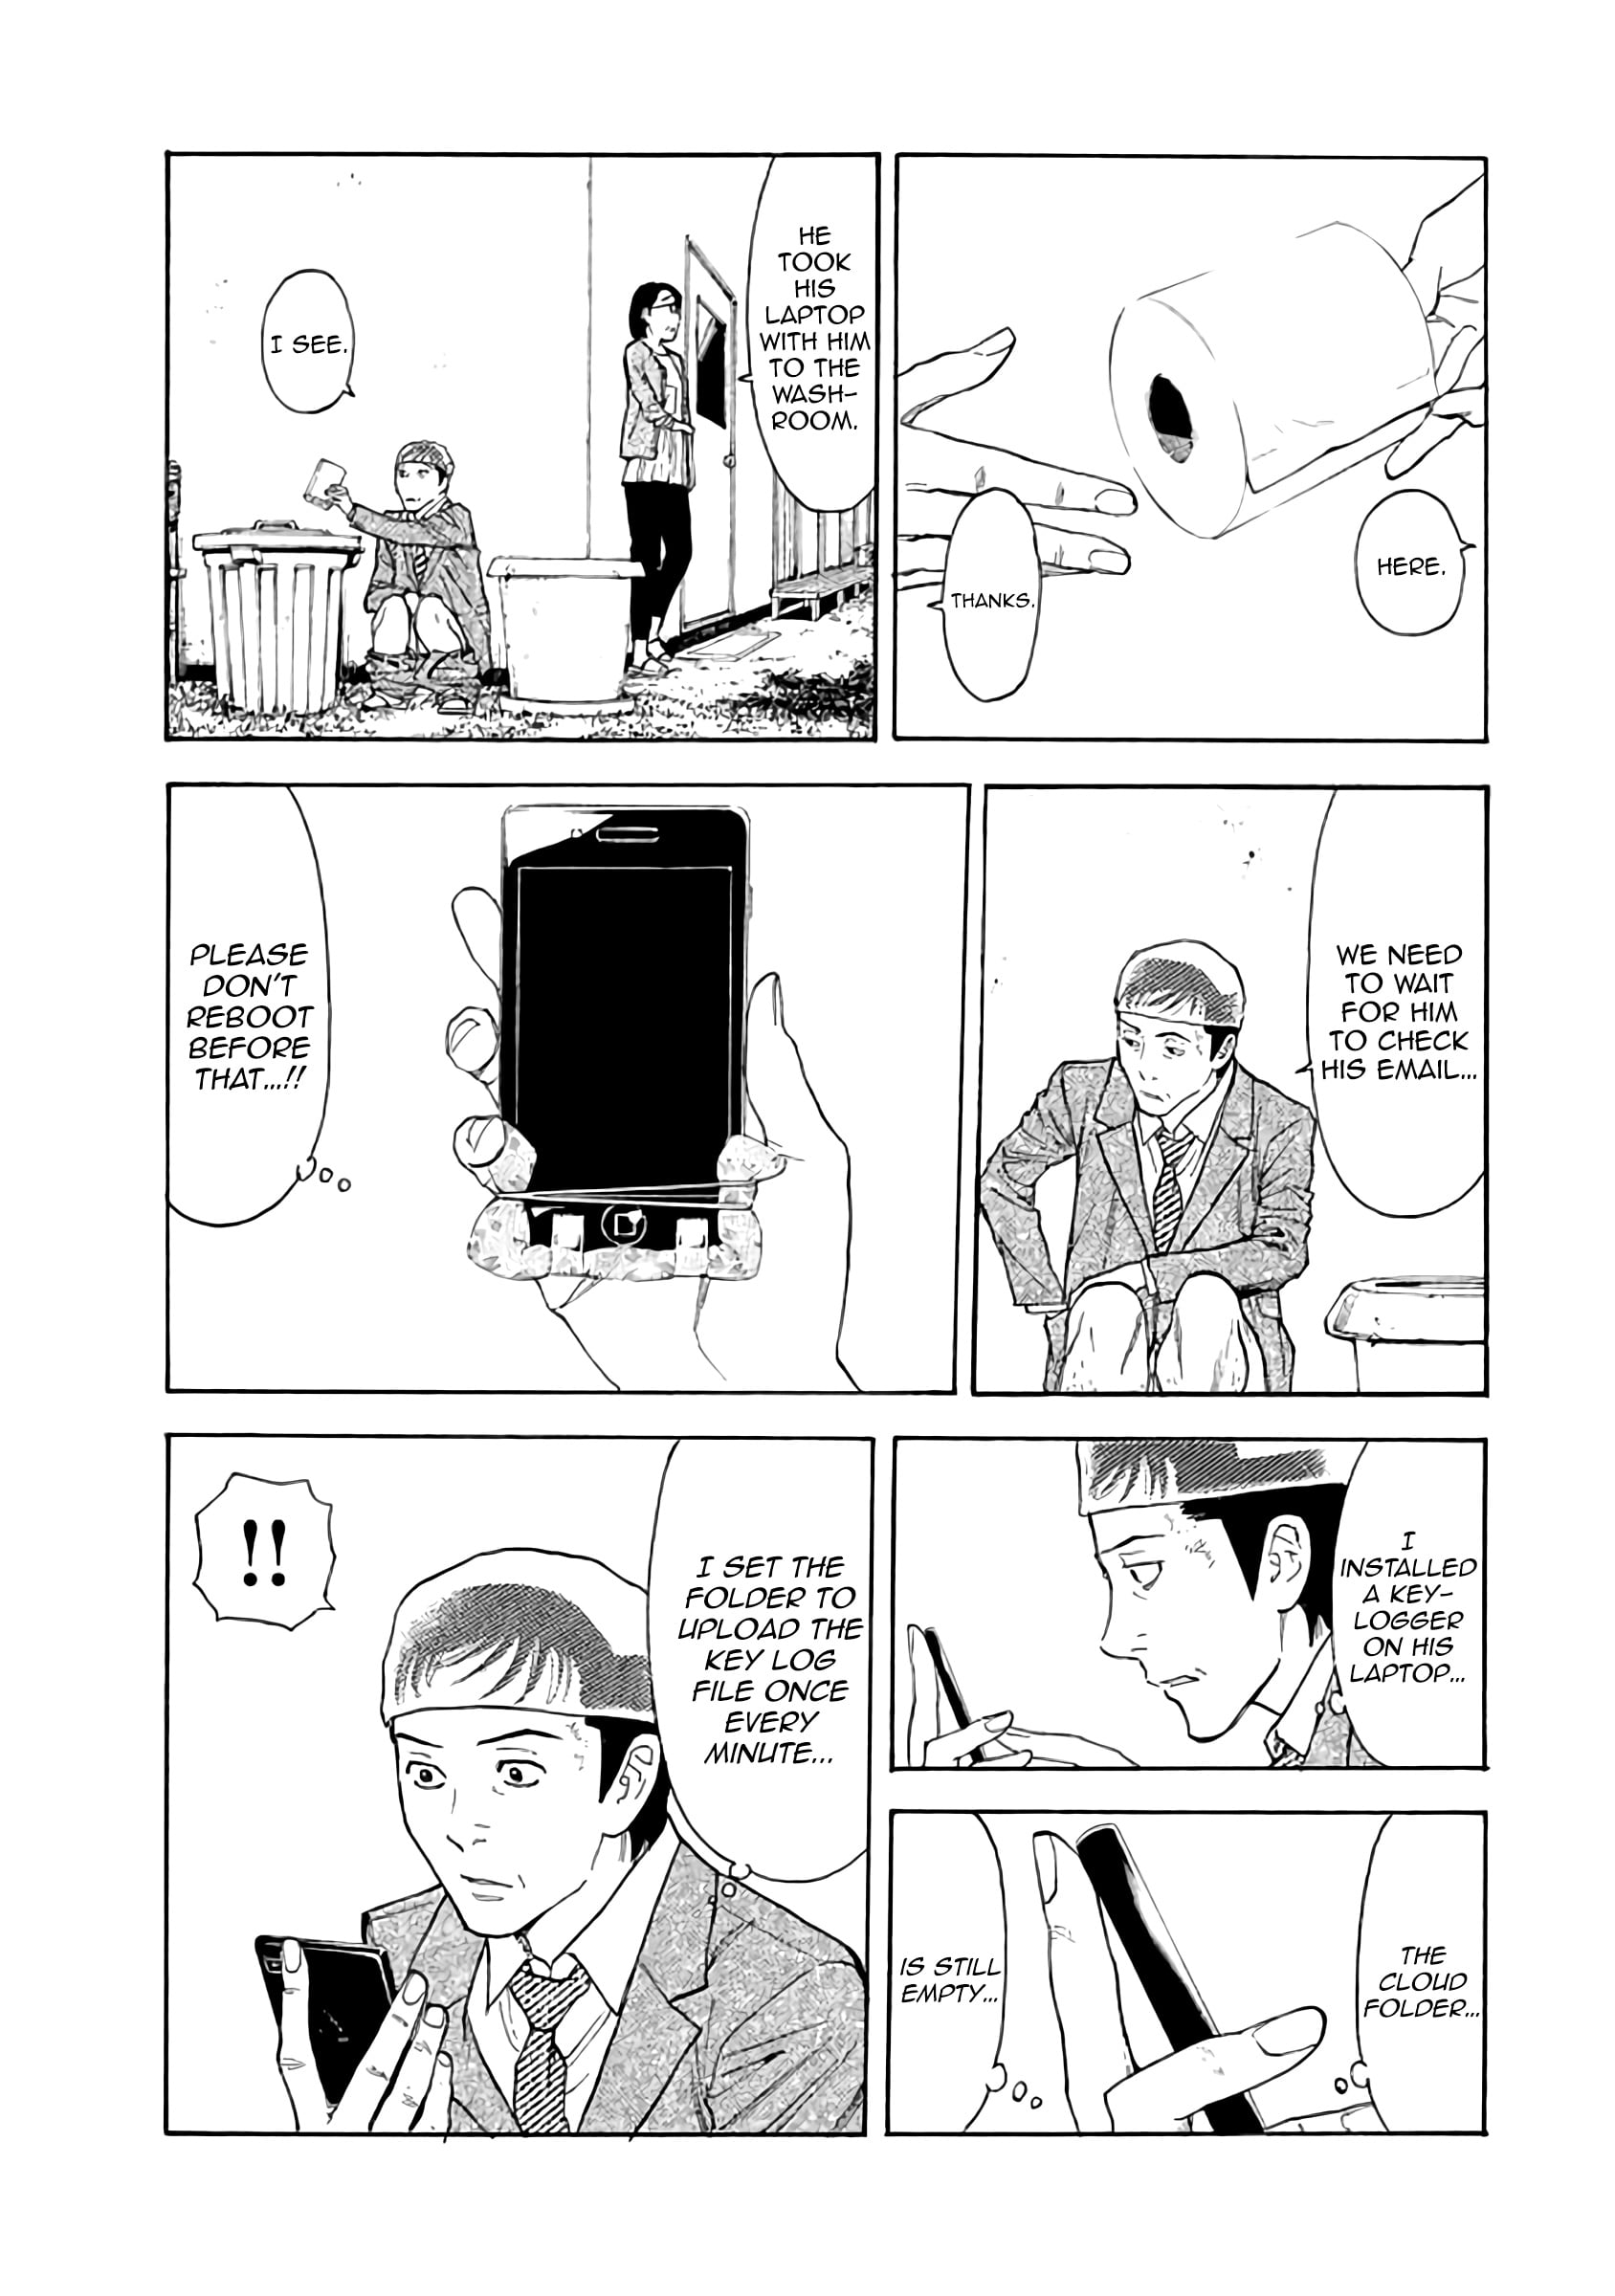 HERE.
THANKS.
HE
TOOK
HIS
LAPTOP
WITH HIM
TO THE
WASH-
ROOM.
I SEE.
WE NEED
TO WAIT
FOR HIM
TO CHECK
HIS EMAIL...
PLEASE
DON'T
REBOOT
BEFORE
THAT...!!
I
INSTALLED
A KEY-
LOGGER
ON HIS
LAPTOP...
THE
CLOUD
FOLDER...
IS STILL
EMPTY...
I SET THE
FOLDER TO
UPLOAD THE
KEY LOG
FILE ONCE
EVERY
MINUTE...
!!